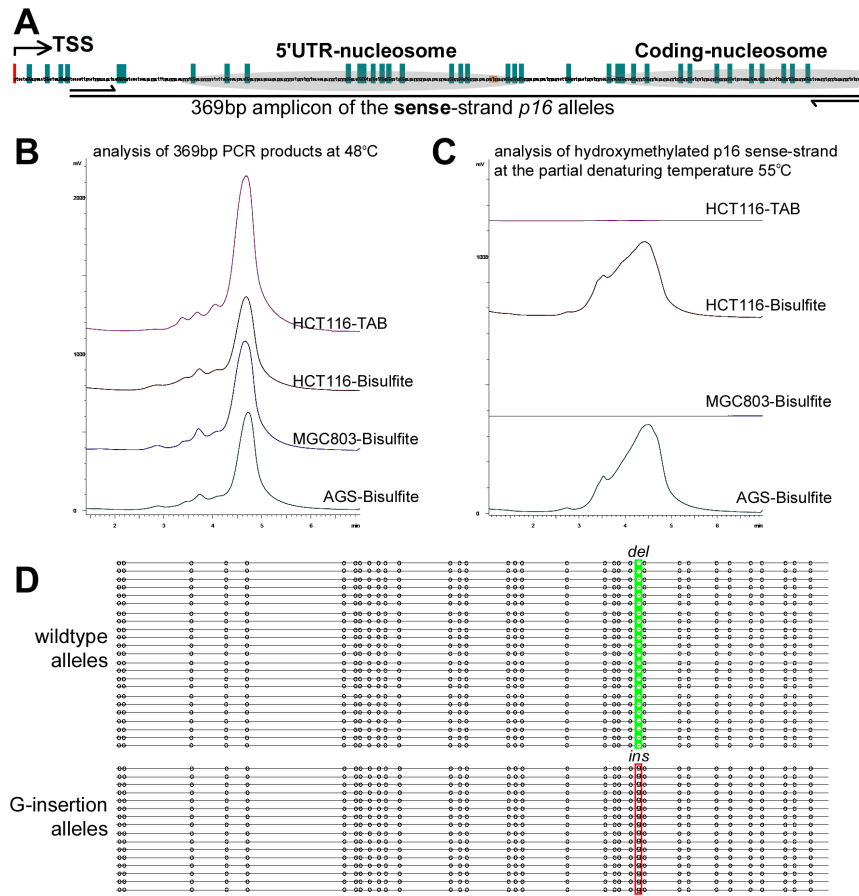 A
TSS
5'UTR-nucleosome
Coding-nucleosome
369bp amplicon of the sense-strand p16 alleles
B
analysis of 369bp PCR products at 48°C
mV
2000
1000
0
HCT116-TAB
HCT116-Bisulfite
MGC803-Bisulfite
AGS-Bisulfite
2 3 4 5 6 min
C
analysis of hydroxymethylated p16 sense-strand
at the partial denaturing temperature 55°C
mV
1000
0
HCT116-TAB
HCT116-Bisulfite
MGC803-Bisulfite
AGS-Bisulfite
2 3 4 5 6 min
D
del
wildtype
alleles
ins
G-insertion
alleles